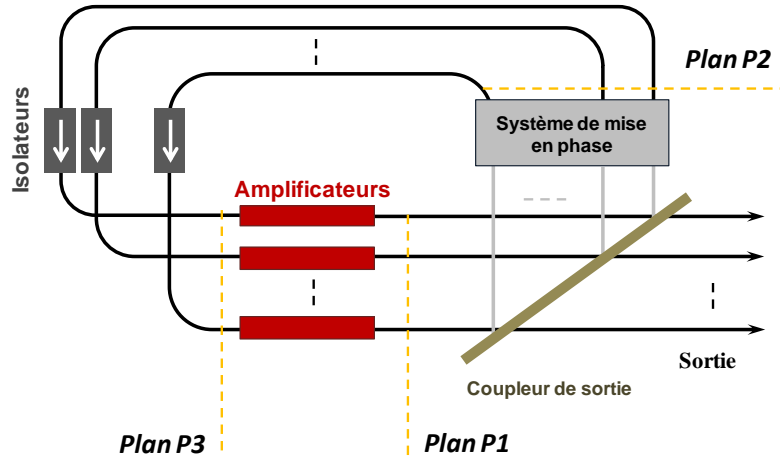 Plan P2
Système de mise
en phase
Isolateurs
Amplificateurs
Sortie
Coupleur de sortie
Plan P3
Plan P1